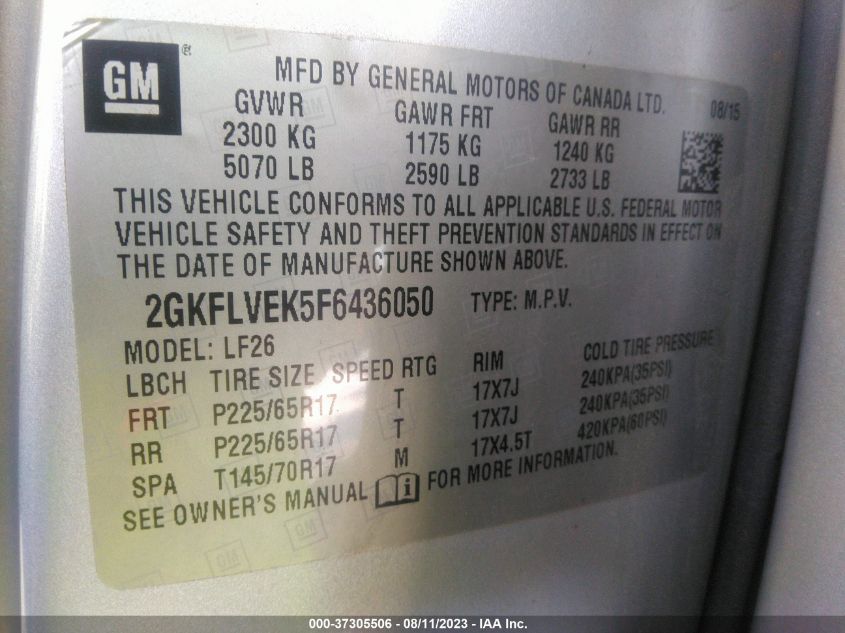 GM ®
MFD BY GENERAL MOTORS OF CANADA LTD. 08/15
GVWR GAWR FRT GAWR RR
2300 KG 1175 KG 1240 KG
5070 LB 2590 LB 2733 LB
THIS VEHICLE CONFORMS TO ALL APPLICABLE U.S. FEDERAL MOTOR
VEHICLE SAFETY AND THEFT PREVENTION STANDARDS IN EFFECT ON
THE DATE OF MANUFACTURE SHOWN ABOVE.
2GKFLVEK5F6436050 TYPE: M.P.V.
MODEL: LF26
LBCH TIRE SIZE SPEED RTG RIM COLD TIRE PRESSURE
FRT P225/65R17 T 17X7J 240KPA(35PSI)
RR P225/65R17 T 17X7J 240KPA(35PSI)
SPA T145/70R17 M 17X4.5T 420KPA(60PSI)
SEE OWNER'S MANUAL i FOR MORE INFORMATION.
000-37305506 - 08/11/2023 - IAA Inc.